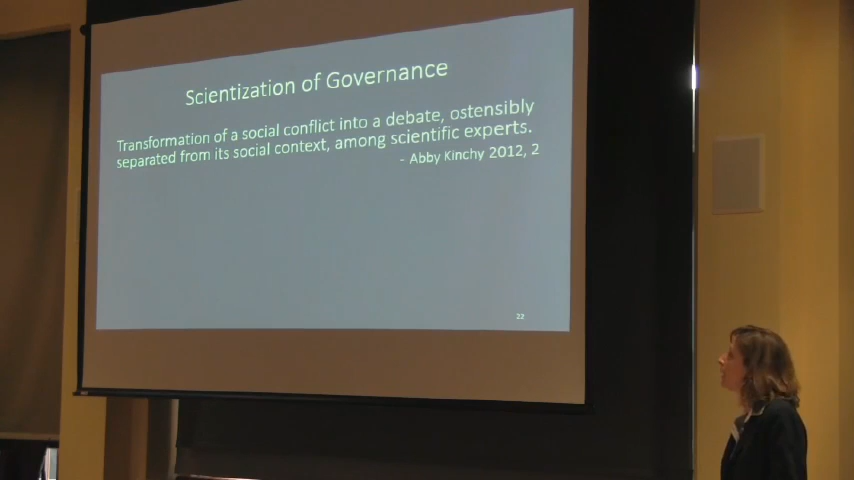 Scientization of Governance
Transformation of a social conflict into a debate, ostensibly
separated from its social context, among scientific experts.
- Abby Kinchy 2012, 2
22